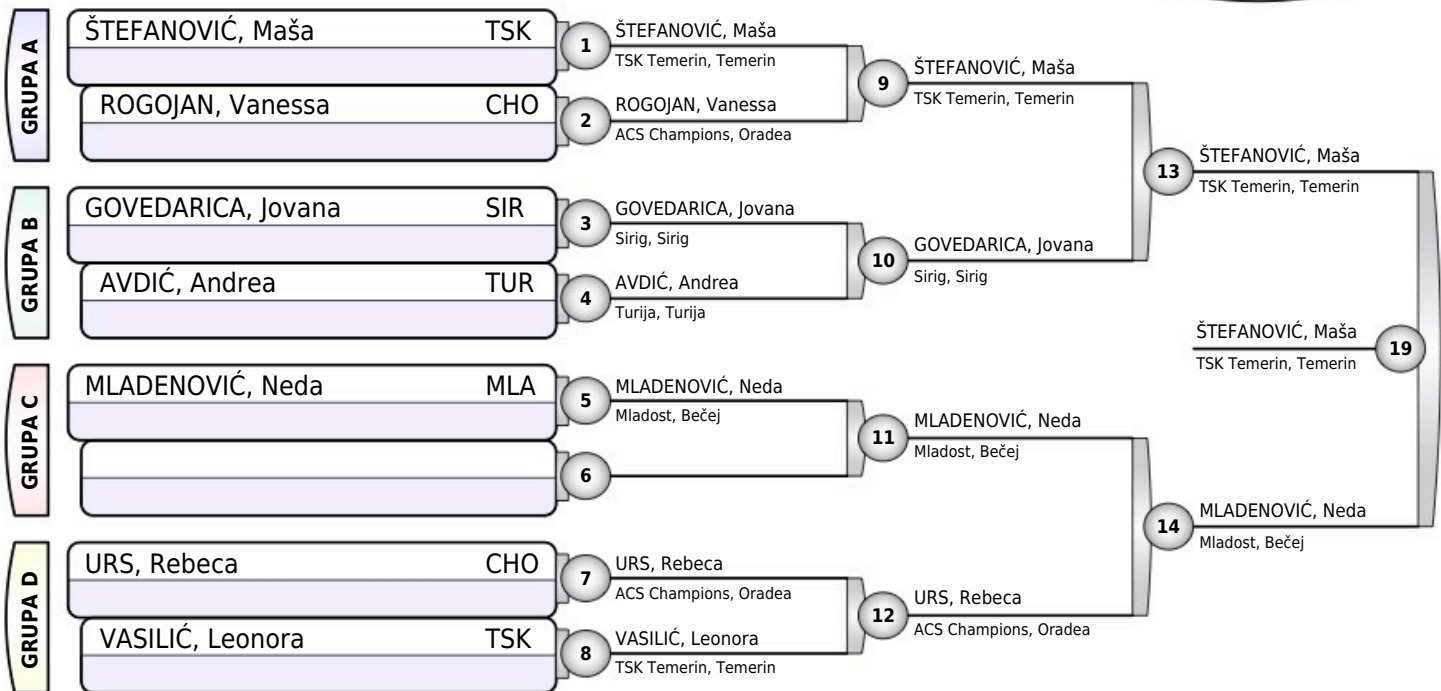 GRUPA A
ŠTEFANOVIĆ, Maša TSK
1
ŠTEFANOVIĆ, Maša
TSK Temerin, Temerin
ROGOJAN, Vanessa CHO
2
ROGOJAN, Vanessa
ACS Champions, Oradea
9
ŠTEFANOVIĆ, Maša
TSK Temerin, Temerin
GRUPA B
GOVEDARICA, Jovana SIR
3
GOVEDARICA, Jovana
Sirig, Sirig
AVDIĆ, Andrea TUR
4
AVDIĆ, Andrea
Turija, Turija
10
GOVEDARICA, Jovana
Sirig, Sirig
13
ŠTEFANOVIĆ, Maša
TSK Temerin, Temerin
GRUPA C
MLADENOVIĆ, Neda MLA
5
MLADENOVIĆ, Neda
Mladost, Bečej
6
11
MLADENOVIĆ, Neda
Mladost, Bečej
GRUPA D
URS, Rebeca CHO
7
URS, Rebeca
ACS Champions, Oradea
VASILIĆ, Leonora TSK
8
VASILIĆ, Leonora
TSK Temerin, Temerin
12
URS, Rebeca
ACS Champions, Oradea
14
MLADENOVIĆ, Neda
Mladost, Bečej
ŠTEFANOVIĆ, Maša
TSK Temerin, Temerin
19